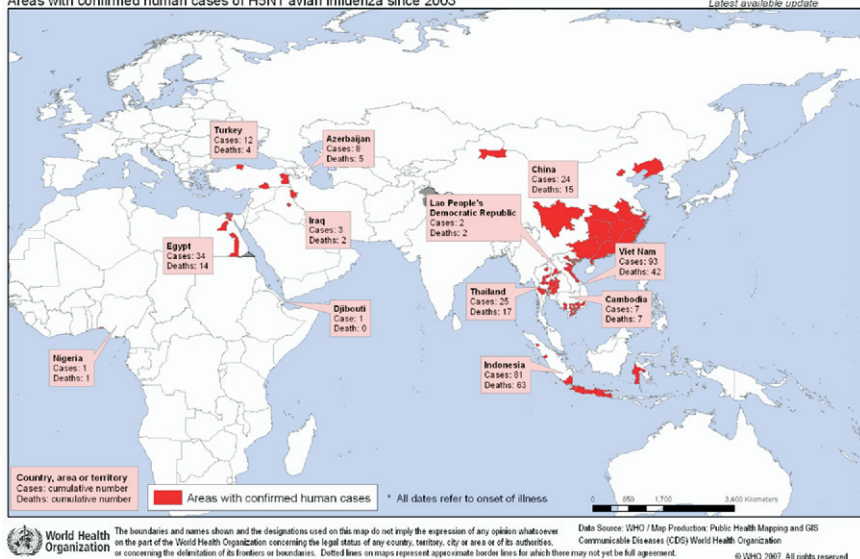 Areas with confirmed human cases of H5N1 avian influenza since 2003
Latest available update
Turkey
Cases: 12
Deaths: 4
Azerbaijan
Cases: 8
Deaths: 5
China
Cases: 24
Deaths: 15
Lao People's
Democratic Republic
Cases: 2
Deaths: 2
Iraq
Cases: 3
Deaths: 2
Egypt
Cases: 34
Deaths: 14
Viet Nam
Cases: 93
Deaths: 42
Thailand
Cases: 25
Deaths: 17
Cambodia
Cases: 7
Deaths: 7
Djibouti
Case: 1
Death: 0
Nigeria
Cases: 1
Deaths: 1
Indonesia
Cases: 81
Deaths: 63
Country, area or territory
Cases: cumulative number
Deaths: cumulative number
Areas with confirmed human cases
* All dates refer to onset of illness
0 850 1,700 3,400 Kilometers
World Health
Organization
The boundaries and names shown and the designations used on this map do not imply the expression of any opinion whatsoever
on the part of the World Health Organization concerning the legal status of any country, territory, city or area or of its authorities,
or concerning the delimitation of its frontiers or boundaries. Dotted lines on maps represent approximate border lines for which there may not yet be full agreement.
Data Source: WHO / Map Production: Public Health Mapping and GIS
Communicable Diseases (CDS) World Health Organization
© WHO 2007. All rights reserved